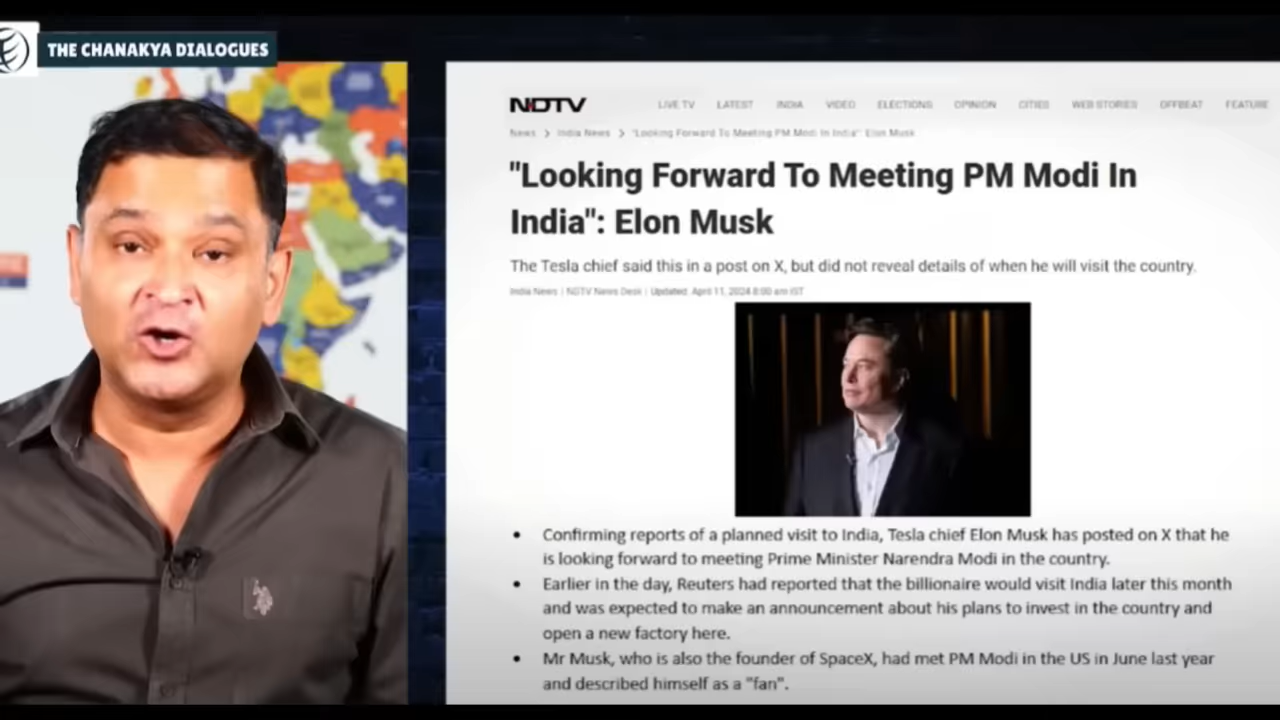 THE CHANAKYA DIALOGUES
NDTV
LIVE TV LATEST INDIA VIDEO ELECTIONS OPINION CITIES WEB STORIES OFFBEAT FEATURE
News > India News > "Looking Forward To Meeting PM Modi In India": Elon Musk
"Looking Forward To Meeting PM Modi In
India": Elon Musk
The Tesla chief said this in a post on X, but did not reveal details of when he will visit the country.
India News | NDTV News Desk | Updated: April 11, 2024 8:00 am IST
• Confirming reports of a planned visit to India, Tesla chief Elon Musk has posted on X that he
is looking forward to meeting Prime Minister Narendra Modi in the country.
• Earlier in the day, Reuters had reported that the billionaire would visit India later this month
and was expected to make an announcement about his plans to invest in the country and
open a new factory here.
• Mr Musk, who is also the founder of SpaceX, had met PM Modi in the US in June last year
and described himself as a "fan".